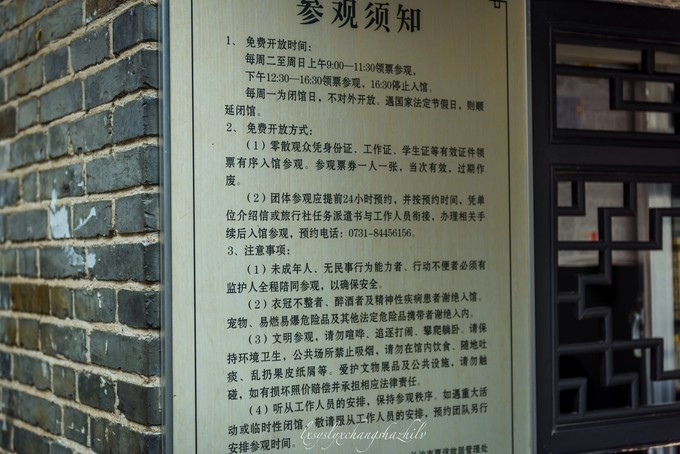 参观须知
1、免费开放时间:
每周二至周日上午9:00—11:30领票参观,
下午12:30—16:30领票参观,16:30停止入馆。
每周一为闭馆日,不对外开放。遇国家法定节假日,则顺
延闭馆。
2、免费开放方式:
(1)零散观众凭身份证、工作证、学生证等有效证件领
票有序入馆参观。参观票券一人一张,当次有效,过期作
废。
(2)团体参观应提前24小时预约,并按预约时间,凭单
位介绍信或旅行社任务派遣书与工作人员衔接,办理相关手
续后入馆参观,预约电话:0731-84456156。
3、注意事项:
(1)未成年人、无民事行为能力者、行动不便者必须有
监护人全程陪同参观,以确保安全。
(2)衣冠不整者、醉酒者及精神性疾病患者谢绝入馆。
宠物、易燃易爆危险品及其他法定危险品携带者谢绝入内。
(3)文明参观,请勿喧哗、追逐打闹、攀爬躺卧。请保
持环境卫生,公共场所禁止吸烟,请勿在馆内饮食、随地吐
痰、乱扔果皮纸屑等。爱护文物展品及公共设施,请勿触
碰,如有损坏照价赔偿并承担相应法律责任。
(4)听从工作人员的安排,保持参观秩序。如遇重大活
动或临时性闭馆,敬请服从工作人员的安排,预约团队另行
安排参观时间。
管理处